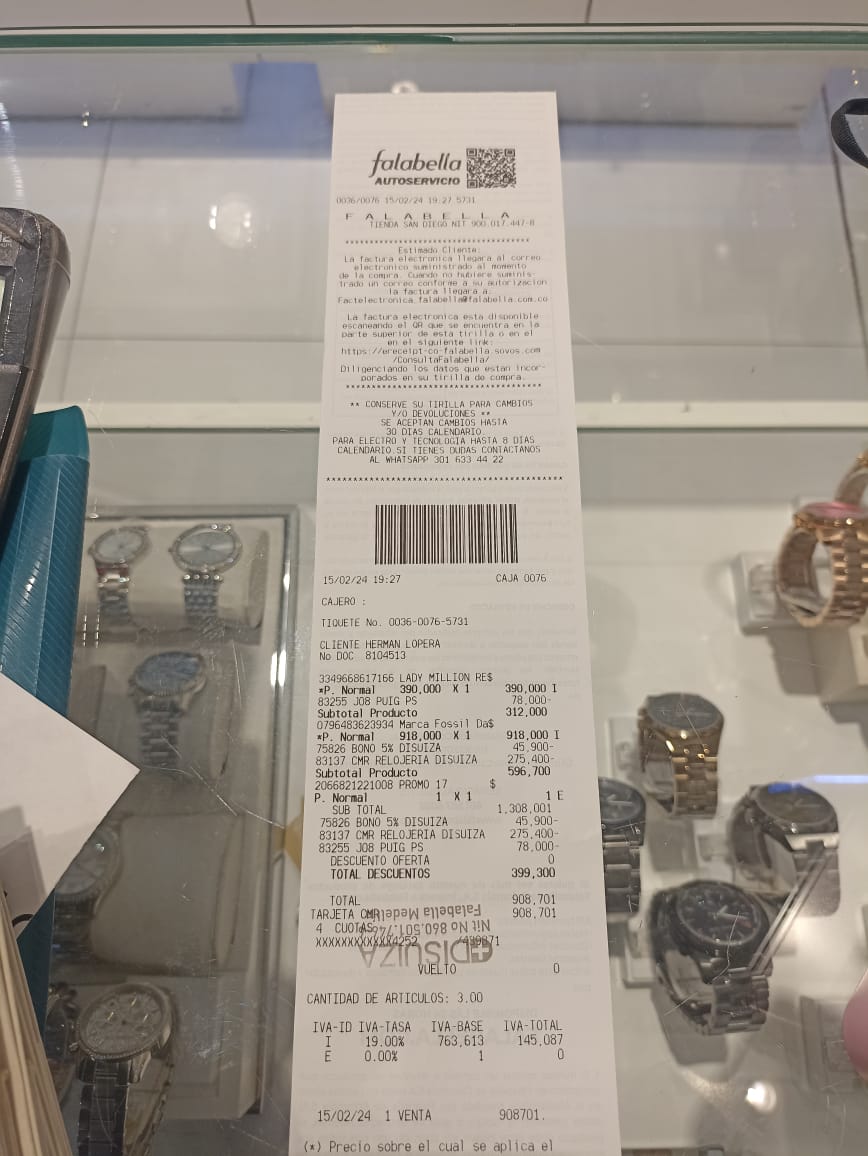 falabella
AUTOSERVICIO
0036/0076 15/02/24 19:27 5731
F A L A B E L L A
TIENDA SAN DIEGO NIT 900.017.447-8
************************************
Estimado Cliente:
La factura electronica llegara al correo
electronico suministrado al momento
de la compra. Cuando no hubiere suminis-
trado un correo conforme a su autorizacion
la factura llegara a:
Factelectronica_falabella@falabella.com.co
La factura electronica esta disponible
escaneando el QR que se encuentra en la
parte superior de esta tirilla o en el
en el siguiente link:
https://ereceipt-co-falabella.sovos.com
/ConsultaFalabella/
Diligenciando los datos que estan incor-
porados en su tirilla de compra.
****************************************
** CONSERVE SU TIRILLA PARA CAMBIOS
Y/O DEVOLUCIONES **
SE ACEPTAN CAMBIOS HASTA
30 DIAS CALENDARIO.
PARA ELECTRO Y TECNOLOGIA HASTA 8 DIAS
CALENDARIO.SI TIENES DUDAS CONTACTANOS
AL WHATSAPP 301 633 44 22
******************************************
15/02/24 19:27 CAJA 0076
CAJERO :
TIQUETE No. 0036-0076-5731
CLIENTE HERMAN LOPERA
No DOC 8104513
3349668617166 LADY MILLION RE$
*P. Normal 390,000 X 1 390,000 I
83255 J08 PUIG PS 78,000-
Subtotal Producto 312,000
0796483623934 Marca Fossil Da$
*P. Normal 918,000 X 1 918,000 I
75826 BONO 5% DISUIZA 45,900-
83137 CMR RELOJERIA DISUIZA 275,400-
Subtotal Producto 596,700
2066821221008 PROMO 17 $
P. Normal 1 X 1 1 E
SUB TOTAL 1,308,001
75826 BONO 5% DISUIZA 45,900-
83137 CMR RELOJERIA DISUIZA 275,400-
83255 J08 PUIG PS 78,000-
DESCUENTO OFERTA 0
TOTAL DESCUENTOS 399,300
TOTAL 908,701
TARJETA CMR 908,701
Falabella Medell
4 CUOTAS
Nit No 860.501.
XXXXXXXXXXXX4252
DISUIZA
VUELTO 0
CANTIDAD DE ARTICULOS: 3.00
IVA-ID IVA-TASA IVA-BASE IVA-TOTAL
I 19.00% 763,613 145,087
E 0.00% 1 0
15/02/24 1 VENTA 908701.
(*) Precio sobre el cual se aplica el